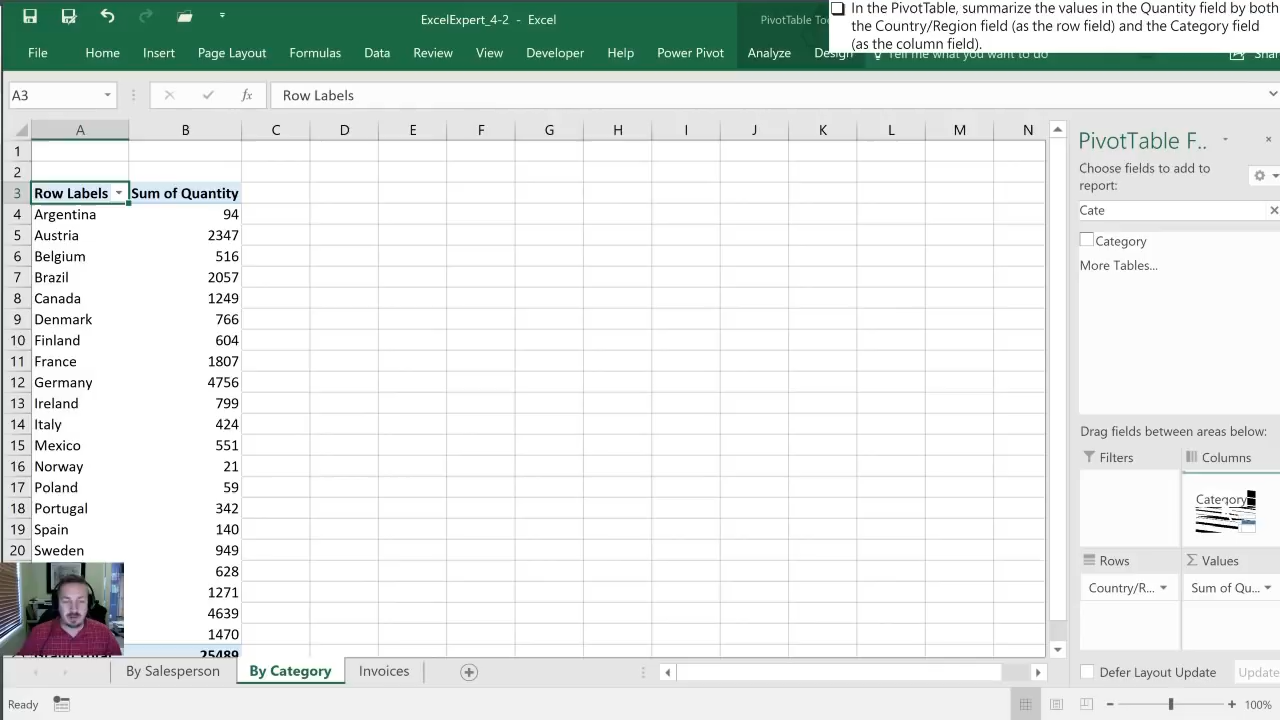 ExcelExpert_4-2 - Excel
PivotTable Too
In the PivotTable, summarize the values in the Quantity field by both
the Country/Region field (as the row field) and the Category field
(as the column field).
File Home Insert Page Layout Formulas Data Review View Developer Help Power Pivot Analyze Design Tell me what you want to do Shar
A3 fx Row Labels
A B C D E F G H I J K L M N
1
2
3 Row Labels Sum of Quantity
4 Argentina 94
5 Austria 2347
6 Belgium 516
7 Brazil 2057
8 Canada 1249
9 Denmark 766
10 Finland 604
11 France 1807
12 Germany 4756
13 Ireland 799
14 Italy 424
15 Mexico 551
16 Norway 21
17 Poland 59
18 Portugal 342
19 Spain 140
20 Sweden 949
628
1271
4639
1470
25489
PivotTable F..
Choose fields to add to
report:
Cate
Category
More Tables...
Drag fields between areas below:
Filters Columns
Category
Rows Σ Values
Country/R... Sum of Qu...
Defer Layout Update Update
By Salesperson By Category Invoices
Ready 100%